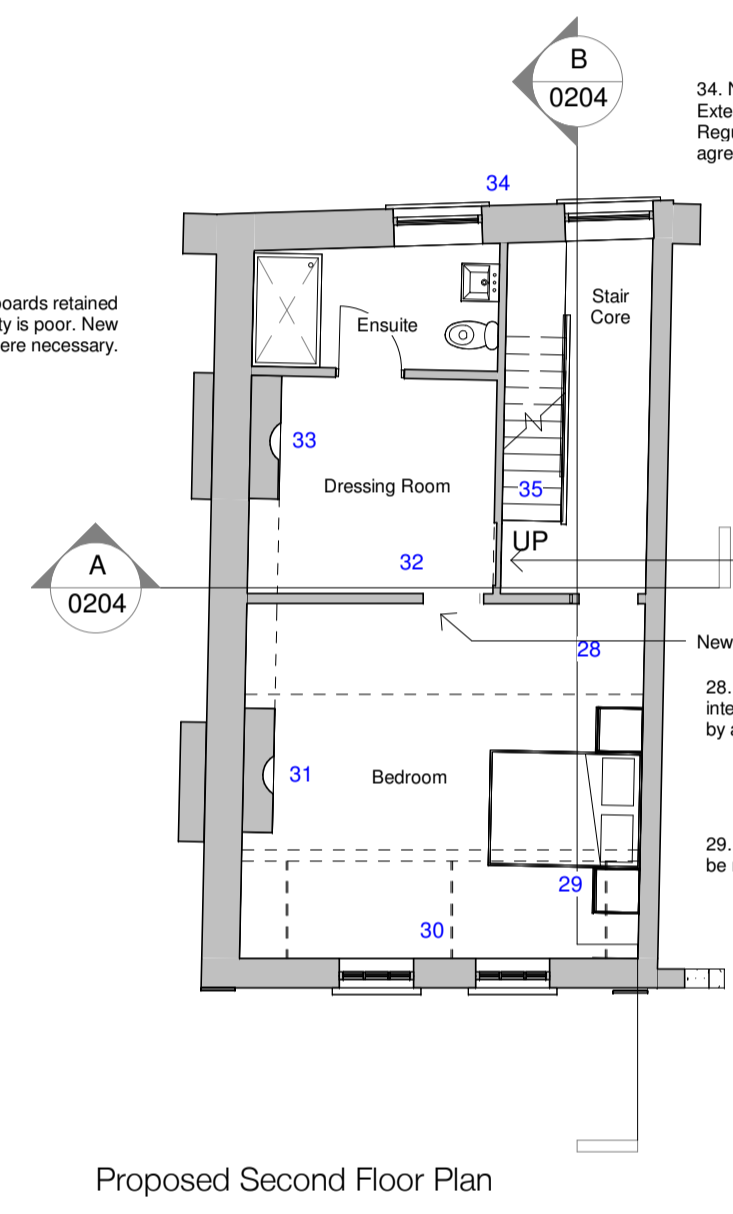 B
0204
34. N
Exte
Regu
agre
34
boards retained
ty is poor. New
ere necessary.
Stair
Core
Ensuite
33
Dressing Room
35
UP
32
A
0204
New
28
28.
inte
by a
31
Bedroom
29.
be
29
30
Proposed Second Floor Plan